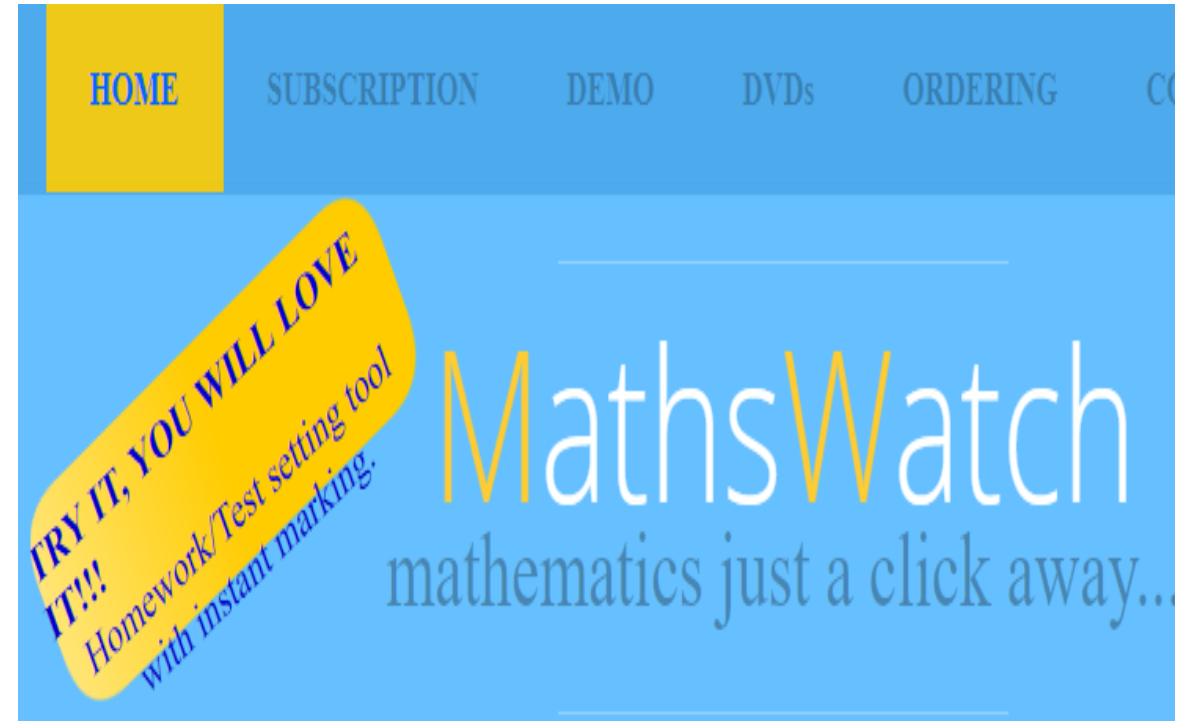 HOME SUBSCRIPTION DEMO DVDs ORDERING
TRY IT, YOU WILL LOVE
IT!!!
Homework/Test setting tool
with instant marking.
MathsWatch
mathematics just a click away...